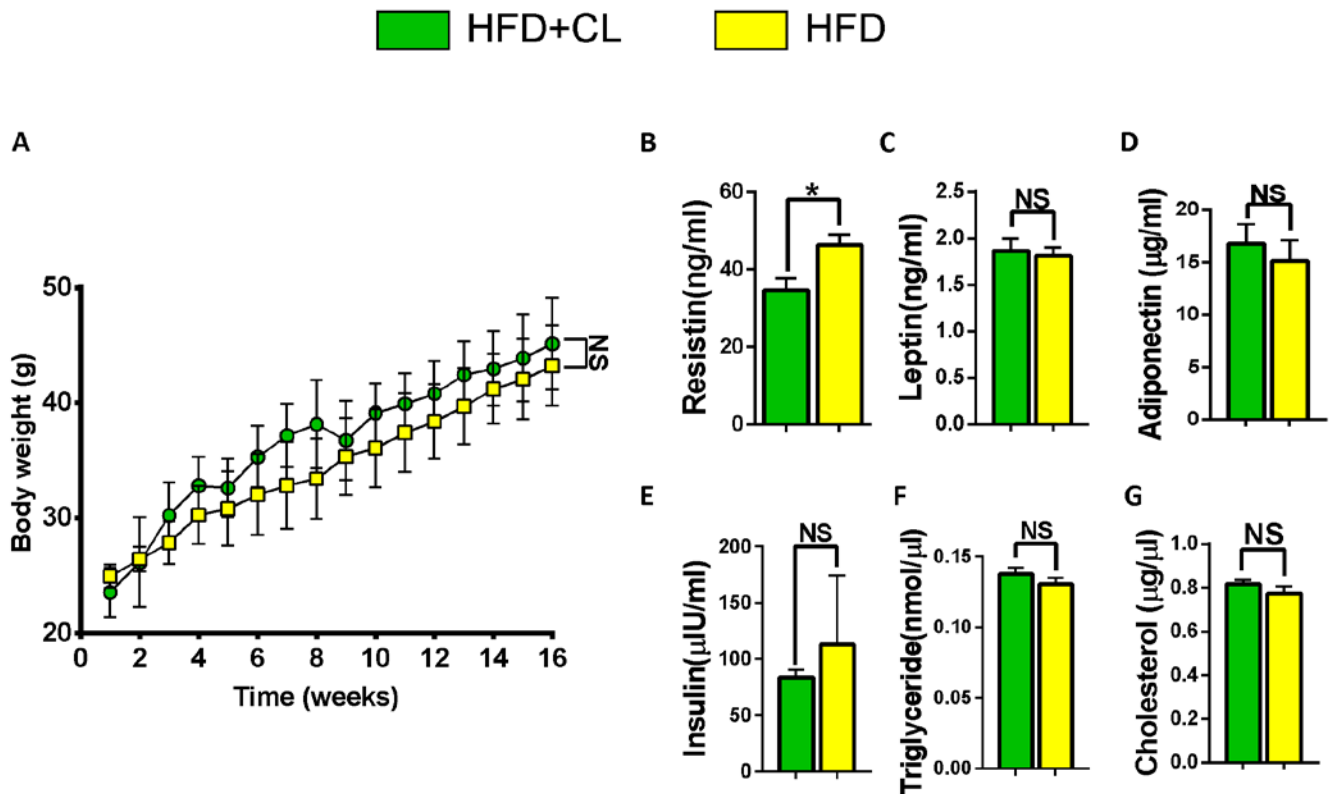 HFD+CL HFD
A
Body weight (g)
50
40
30
20
0 2 4 6 8 10 12 14 16
Time (weeks)
NS
B
Resistin(ng/ml)
60
40
20
0
*
C
Leptin(ng/ml)
2.5
2.0
1.5
1.0
0.5
0.0
NS
D
Adiponectin (μg/ml)
20
15
10
5
0
NS
E
Insulin(μIU/ml)
200
150
100
50
0
NS
F
Triglyceride(nmol/μl)
0.15
0.10
0.05
0.00
NS
G
Cholesterol (μg/μl)
1.0
0.8
0.6
0.4
0.2
0.0
NS